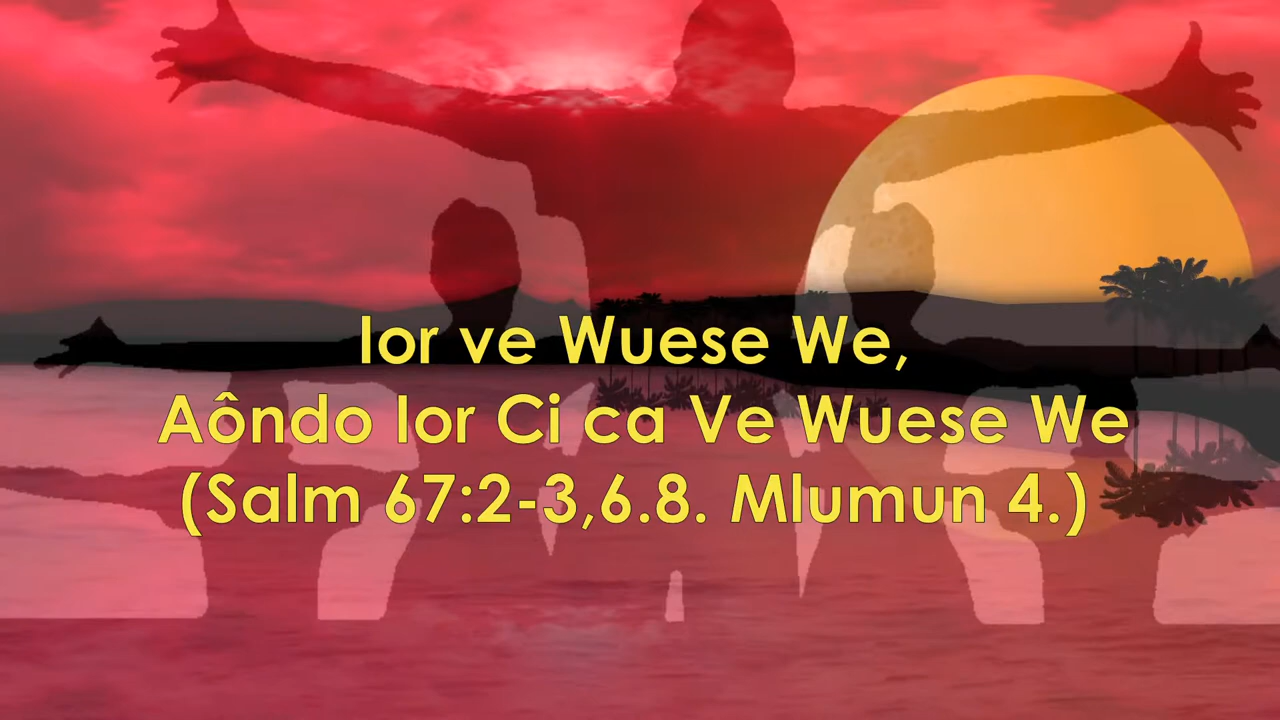 Ior ve Wuese We,
Aôndo Ior Ci ca Ve Wuese We
(Salm 67:2-3,6.8. Mlumun 4.)